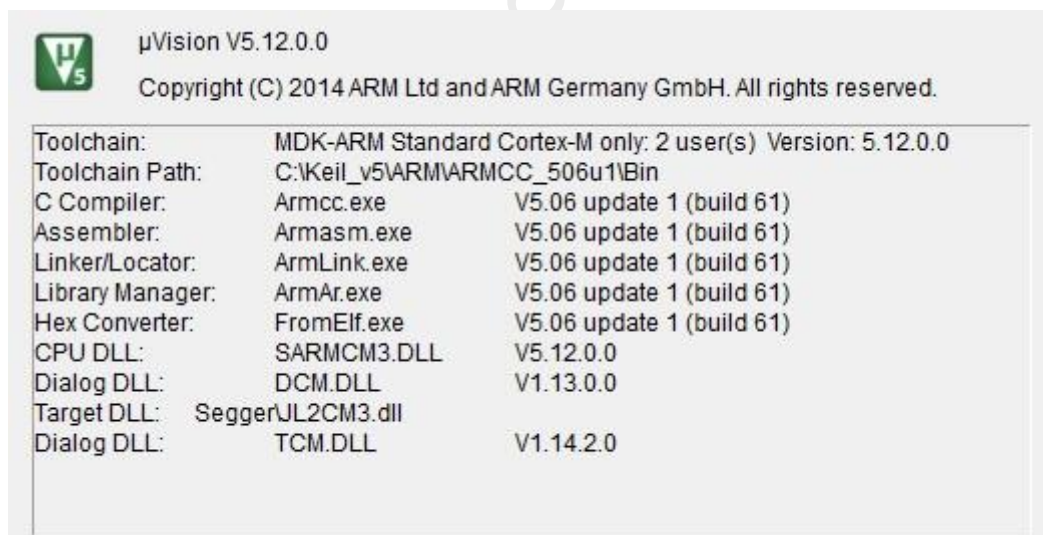 µ
5
µVision V5.12.0.0
Copyright (C) 2014 ARM Ltd and ARM Germany GmbH. All rights reserved.
Toolchain: MDK-ARM Standard Cortex-M only: 2 user(s) Version: 5.12.0.0
Toolchain Path: C:\Keil_v5\ARM\ARMCC_506u1\Bin
C Compiler: Armcc.exe V5.06 update 1 (build 61)
Assembler: Armasm.exe V5.06 update 1 (build 61)
Linker/Locator: ArmLink.exe V5.06 update 1 (build 61)
Library Manager: ArmAr.exe V5.06 update 1 (build 61)
Hex Converter: FromElf.exe V5.06 update 1 (build 61)
CPU DLL: SARMCM3.DLL V5.12.0.0
Dialog DLL: DCM.DLL V1.13.0.0
Target DLL: Segger\JL2CM3.dll
Dialog DLL: TCM.DLL V1.14.2.0